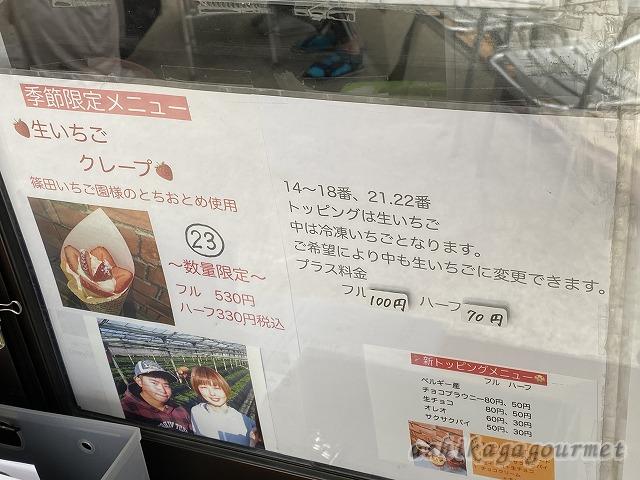 季節限定メニュー
生いちご
クレープ
篠田いちご園様のとちおとめ使用
23
～数量限定～
フル 530円
ハーフ330円税込
14～18番、21.22番
トッピングは生いちご
中は冷凍いちごとなります。
ご希望により中も生いちごに変更できます。
プラス料金
フル 100円 ハーフ 70円
新トッピングメニュー
フル ハーフ
ベルギー産
チョコブラウニー80円、50円
生チョコ 80円、50円
オレオ 60円、30円
サクサクパイ 50円、30円
ashikagagourmet